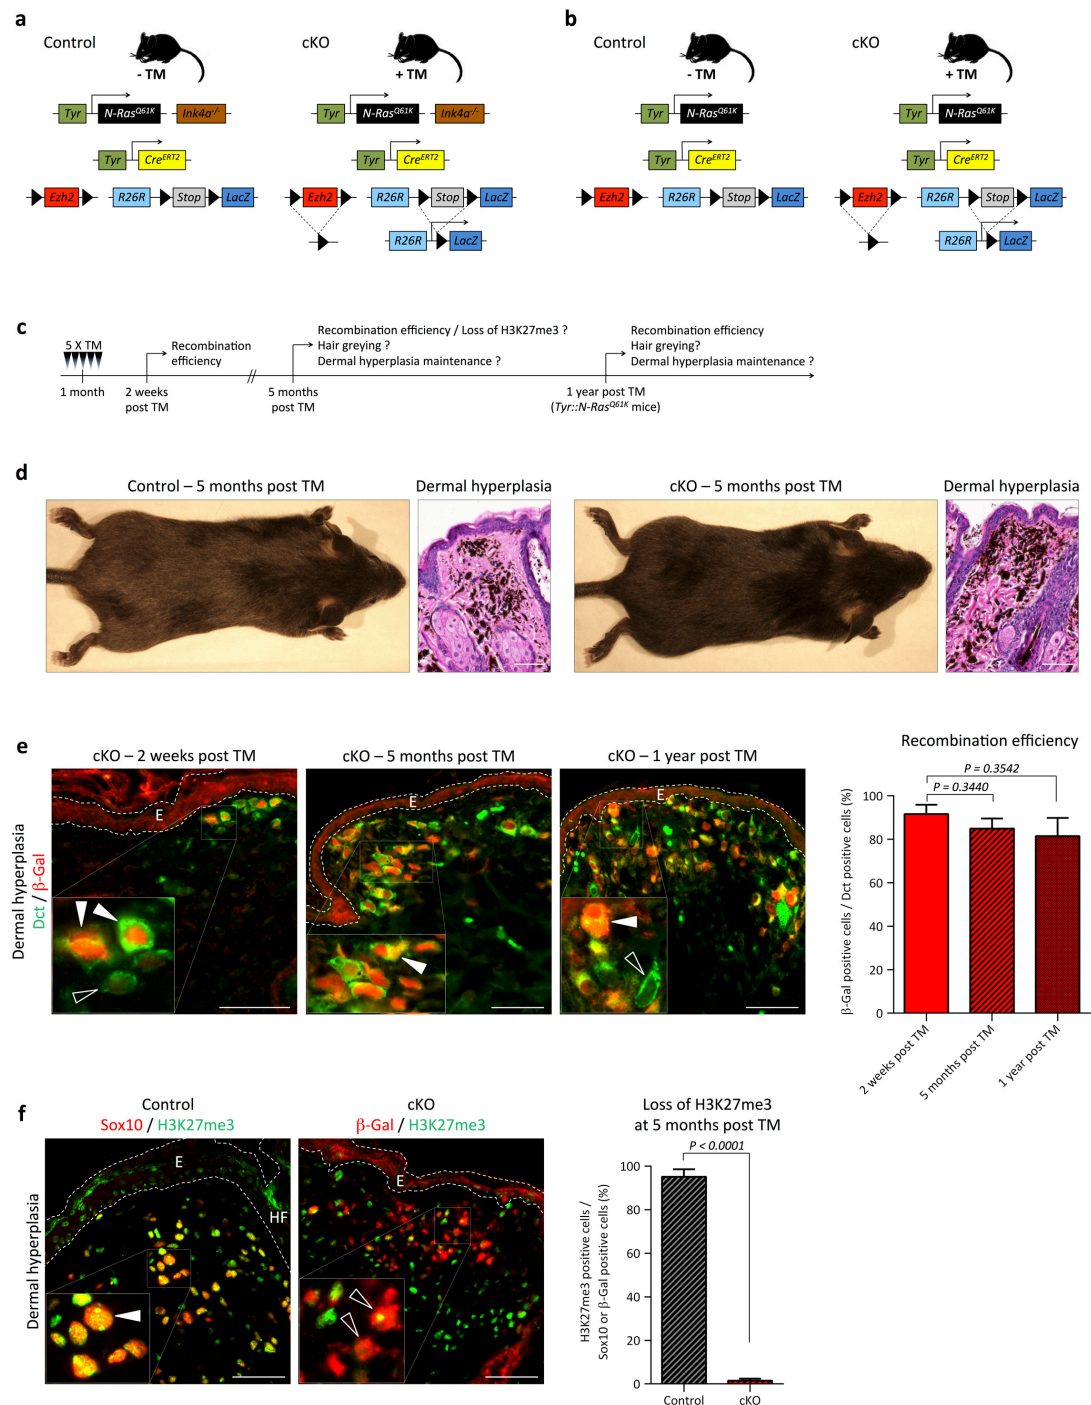 a
Control
- TM
cKO
+ TM
Tyr
N-Ras^Q61K
Ink4a^-/-
Tyr
N-Ras^Q61K
Ink4a^-/-
Tyr
Cre^ERT2
Tyr
Cre^ERT2
Ezh2
R26R
Stop
LacZ
Ezh2
R26R
Stop
LacZ
R26R
LacZ
b
Control
- TM
cKO
+ TM
Tyr
N-Ras^Q61K
Tyr
N-Ras^Q61K
Tyr
Cre^ERT2
Tyr
Cre^ERT2
Ezh2
R26R
Stop
LacZ
Ezh2
R26R
Stop
LacZ
R26R
LacZ
c
5 X TM
1 month
Recombination
efficiency
2 weeks
post TM
Recombination efficiency / Loss of H3K27me3 ?
Hair greying ?
Dermal hyperplasia maintenance ?
5 months
post TM
Recombination efficiency
Hair greying?
Dermal hyperplasia maintenance ?
1 year post TM
(Tyr::N-Ras^Q61K mice)
d
Control – 5 months post TM
Dermal hyperplasia
cKO – 5 months post TM
Dermal hyperplasia
e
Dermal hyperplasia
Dct / β-Gal
cKO – 2 weeks post TM
E
cKO – 5 months post TM
E
cKO – 1 year post TM
E
Recombination efficiency
P = 0.3542
P = 0.3440
β-Gal positive cells / Dct positive cells (%)
100
80
60
40
20
0
2 weeks post TM
5 months post TM
1 year post TM
f
Dermal hyperplasia
Control
Sox10 / H3K27me3
E
HF
cKO
β-Gal / H3K27me3
E
Loss of H3K27me3
at 5 months post TM
P < 0.0001
H3K27me3 positive cells /
Sox10 or β-Gal positive cells (%)
100
80
60
40
20
0
Control
cKO